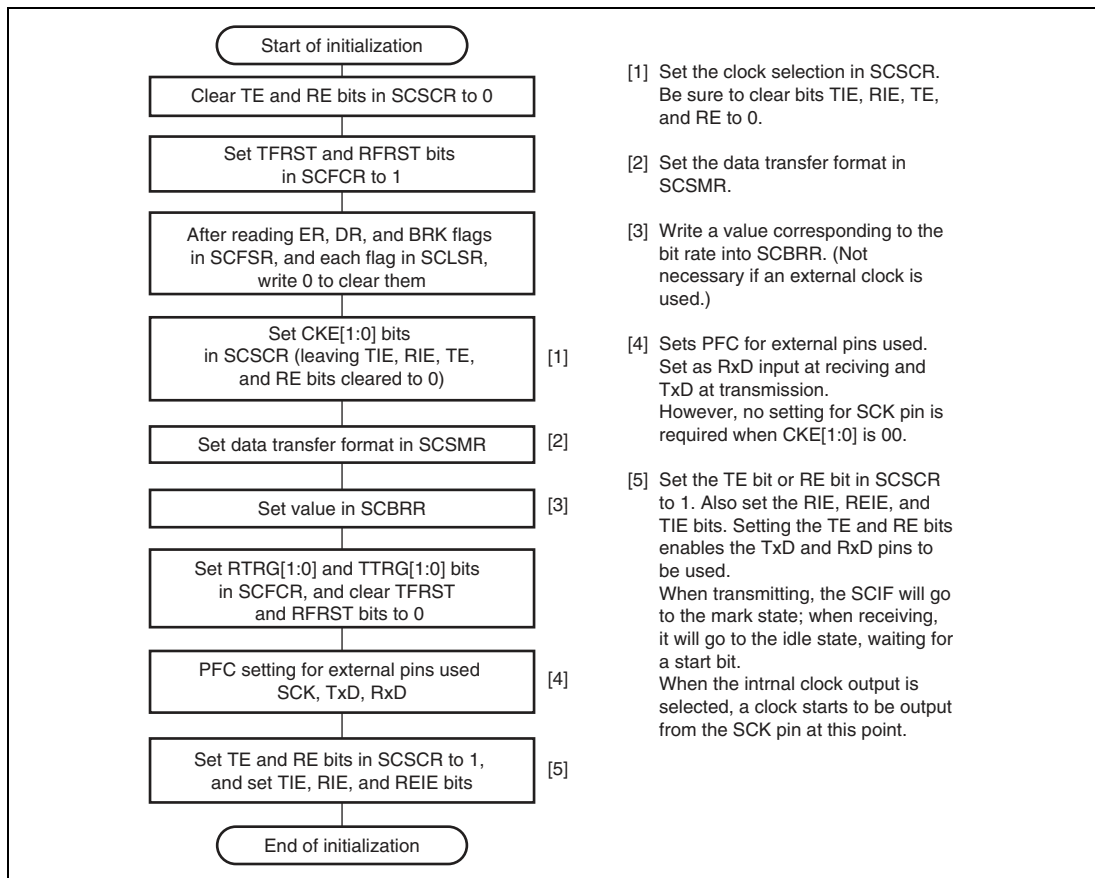 Start of initialization
Clear TE and RE bits in SCSCR to 0
Set TFRST and RFRST bits
in SCFCR to 1
After reading ER, DR, and BRK flags
in SCFSR, and each flag in SCLSR,
write 0 to clear them
Set CKE[1:0] bits
in SCSCR (leaving TIE, RIE, TE,
and RE bits cleared to 0)
[1]
Set data transfer format in SCSMR
[2]
Set value in SCBRR
[3]
Set RTRG[1:0] and TTRG[1:0] bits
in SCFCR, and clear TFRST
and RFRST bits to 0
PFC setting for external pins used
SCK, TxD, RxD
[4]
Set TE and RE bits in SCSCR to 1,
and set TIE, RIE, and REIE bits
[5]
End of initialization
[1] Set the clock selection in SCSCR.
Be sure to clear bits TIE, RIE, TE,
and RE to 0.
[2] Set the data transfer format in
SCSMR.
[3] Write a value corresponding to the
bit rate into SCBRR. (Not
necessary if an external clock is
used.)
[4] Sets PFC for external pins used.
Set as RxD input at reciving and
TxD at transmission.
However, no setting for SCK pin is
required when CKE[1:0] is 00.
[5] Set the TE bit or RE bit in SCSCR
to 1. Also set the RIE, REIE, and
TIE bits. Setting the TE and RE bits
enables the TxD and RxD pins to
be used.
When transmitting, the SCIF will go
to the mark state; when receiving,
it will go to the idle state, waiting for
a start bit.
When the intrnal clock output is
selected, a clock starts to be output
from the SCK pin at this point.